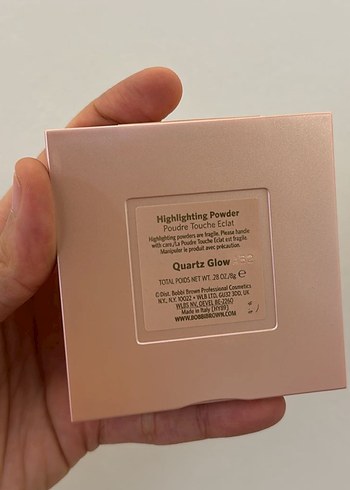 Highlighting Powder
Poudre Touche Eclat
Highlighting powders are fragile. Please handle
with care./La Poudre Touche Eclat est fragile.
Manipuler le produit avec précaution.
Quartz Glow
TOTAL POIDS NET WT. .28 OZ./8g ℮
©Dist. Bobbi Brown Professional Cosmetics
N.Y., N.Y. 10022 • WLB LTD, GU32 3DD, UK
WLBS NV, OEVEL BE-2260
Made in Italy
WWW.BOBBIBROWN.COM